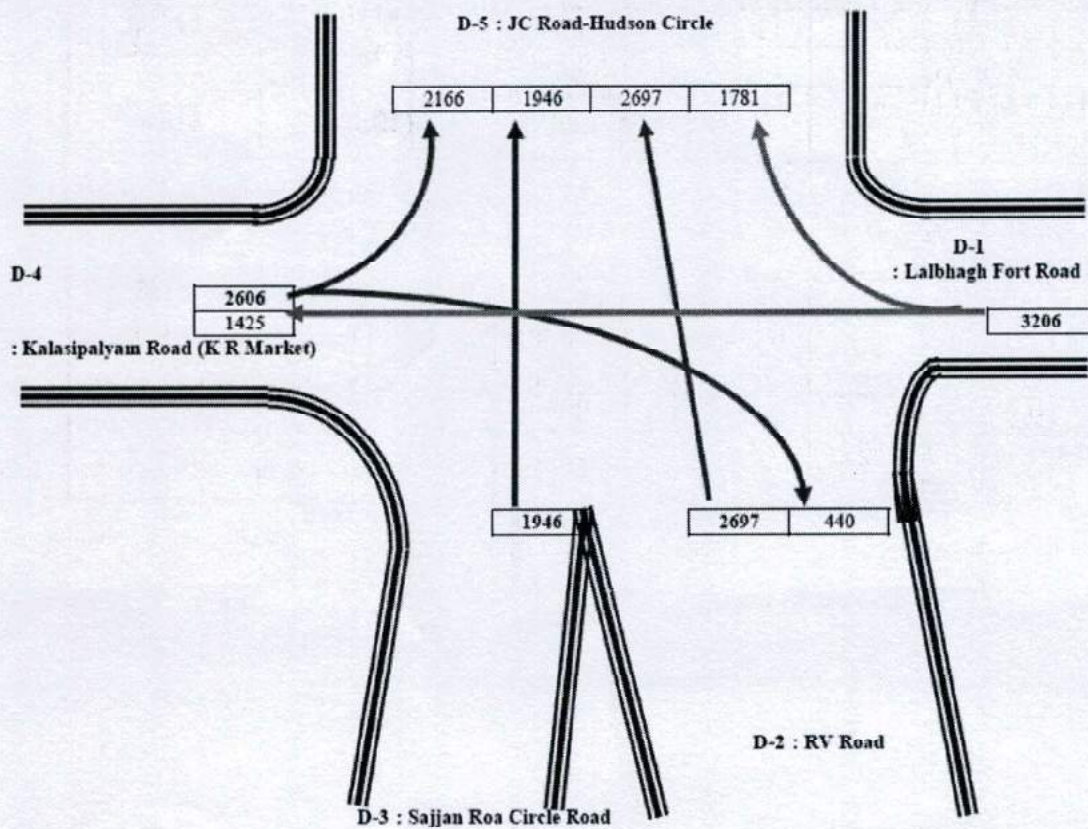 D-5 : JC Road-Hudson Circle
2166 1946 2697 1781
D-1
: Lalbhagh Fort Road
D-4
2606
1425
3206
: Kalasipalyam Road (K R Market)
1946
2697 440
D-2 : RV Road
D-3 : Sajjan Roa Circle Road